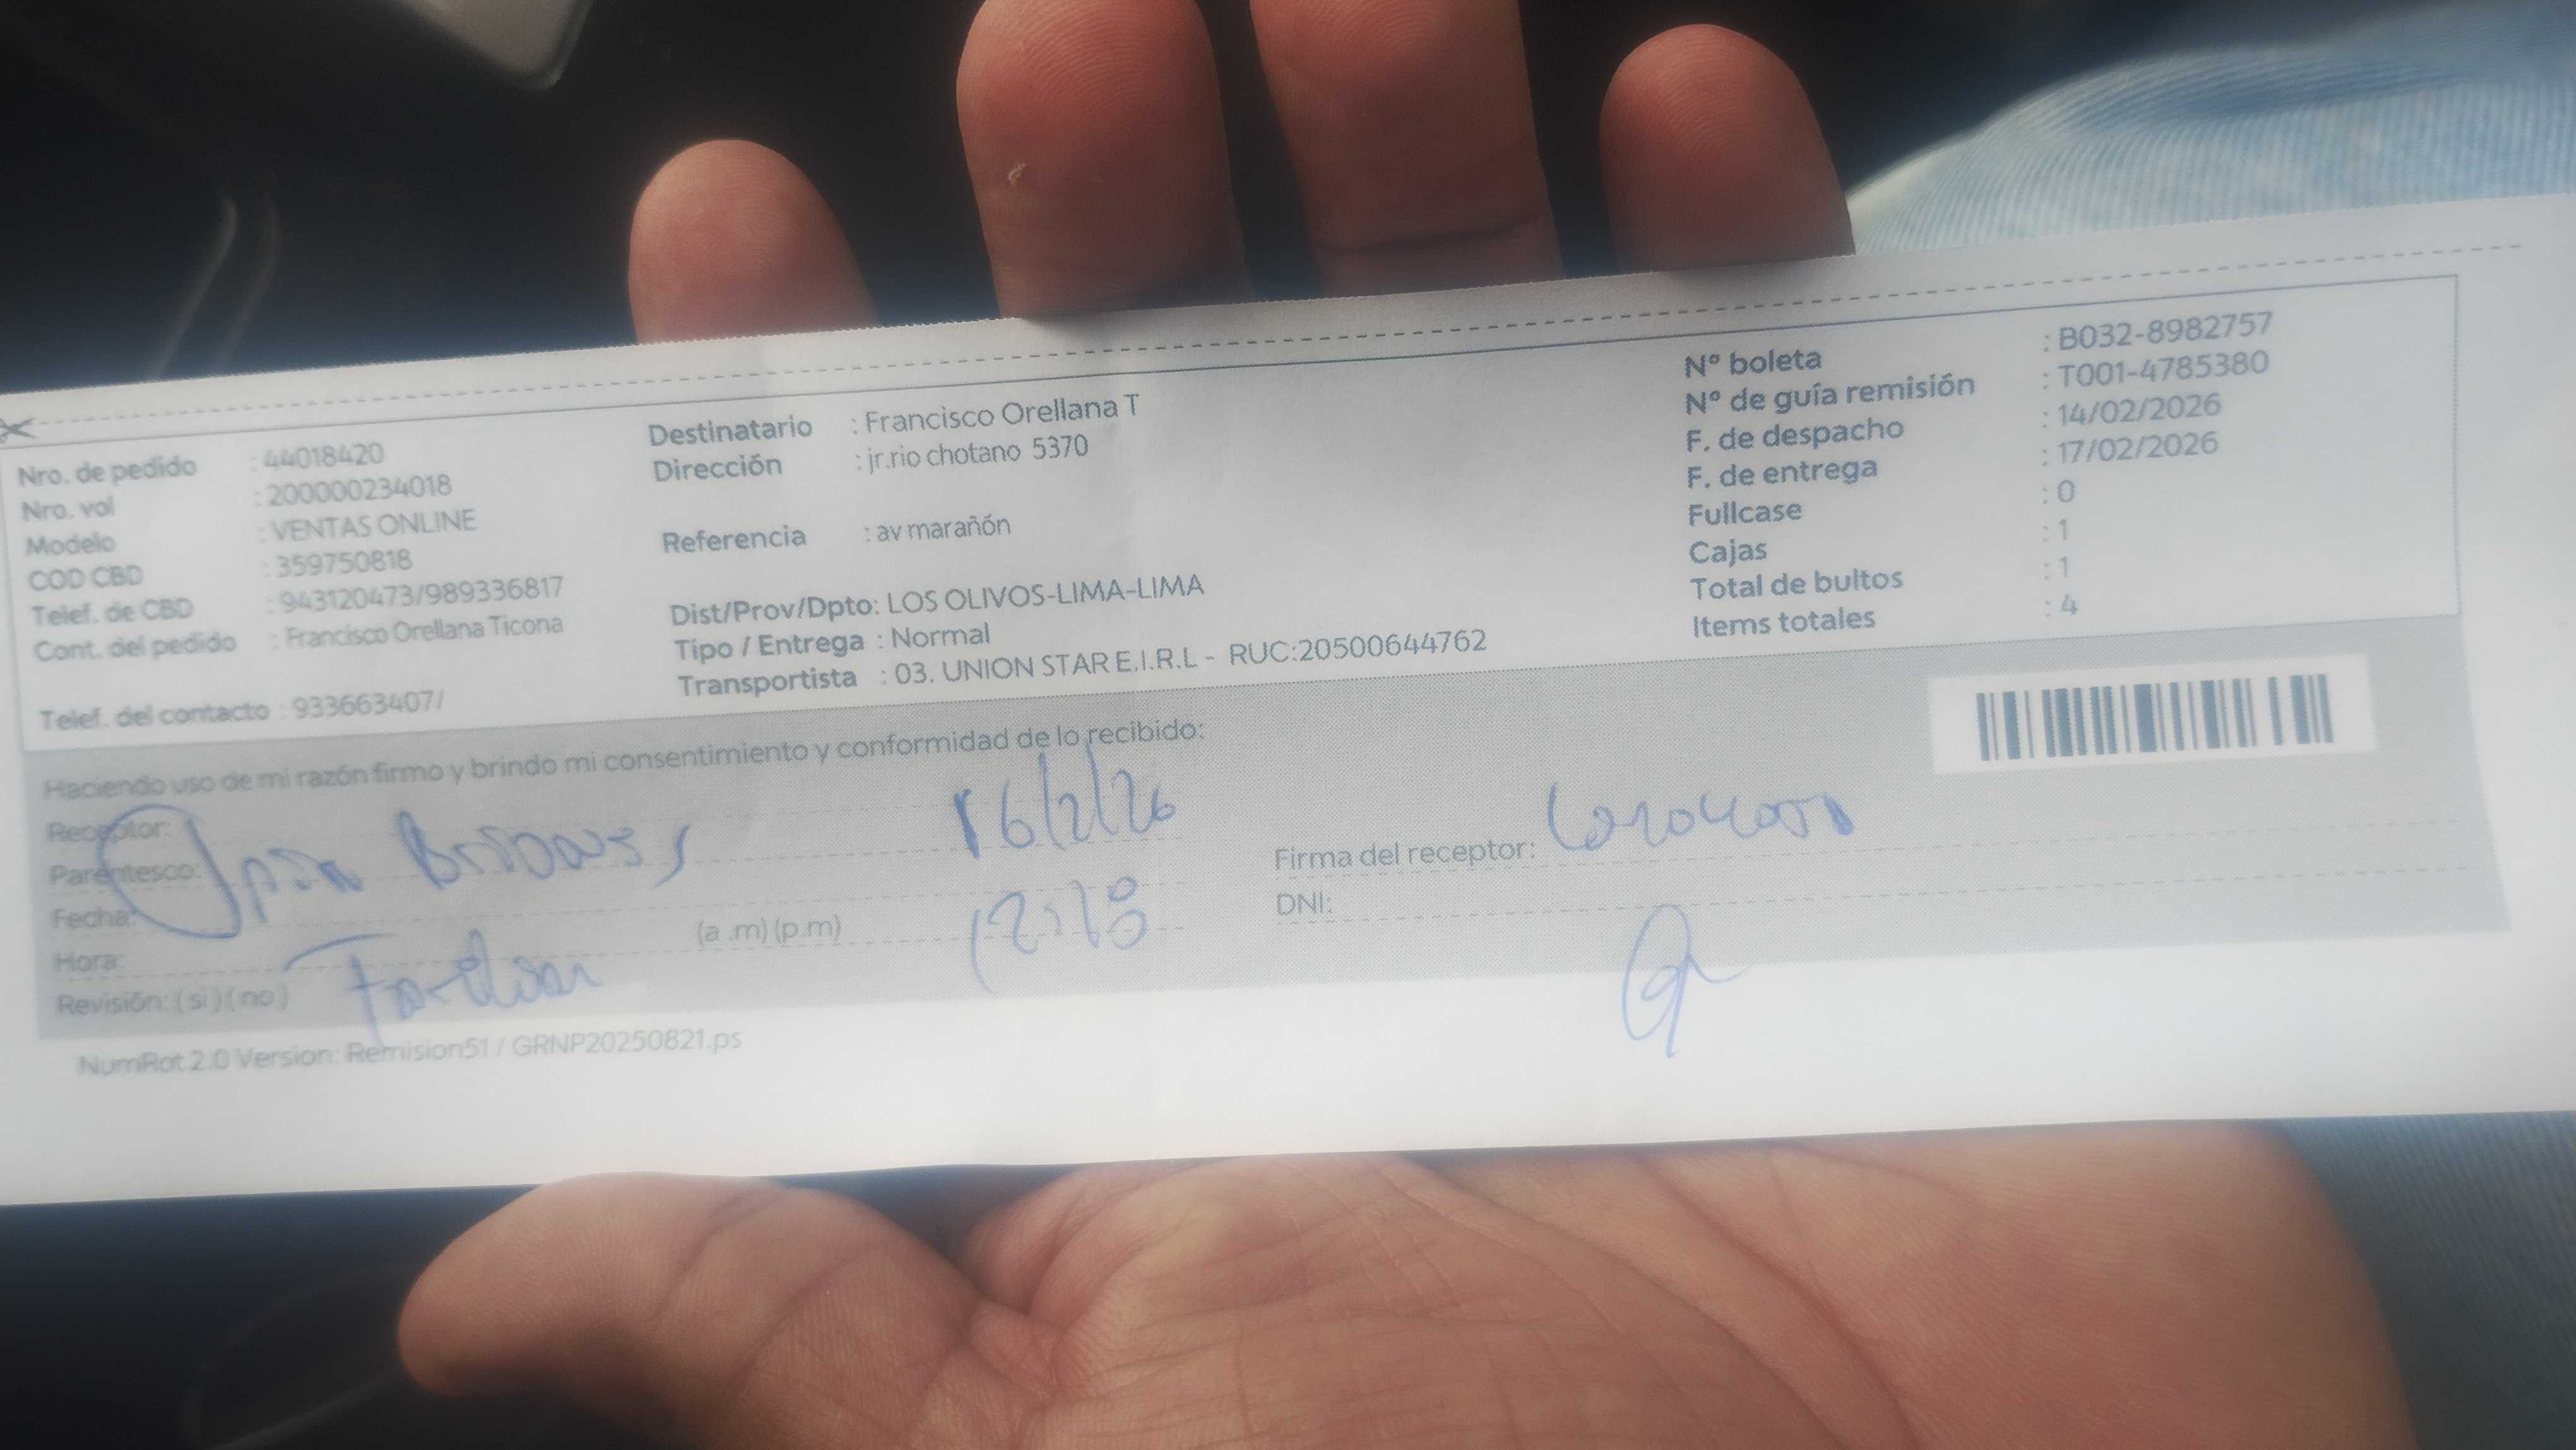 Nro. de pedido : 44018420
Nro. vol : 200000234018
Modelo : VENTAS ONLINE
COD CBD : 359750818
Telef. de CBD : 943120473/989336817
Cont. del pedido : Francisco Orellana Ticona
Telef. del contacto : 933663407/
Destinatario : Francisco Orellana T
Dirección : jr.rio chotano 5370
Referencia : av marañón
Dist/Prov/Dpto: LOS OLIVOS-LIMA-LIMA
Tipo / Entrega : Normal
Transportista : 03. UNION STAR E.I.R.L - RUC:20500644762
Nº boleta : B032-8982757
Nº de guía remisión : T001-4785380
F. de despacho : 14/02/2026
F. de entrega : 17/02/2026
Fullcase : 0
Cajas : 1
Total de bultos : 1
Items totales : 4
Haciendo uso de mi razón firmo y brindo mi consentimiento y conformidad de lo recibido:
Receptor:
16/2/26
Parentesco:
Firma del receptor:
Fecha:
DNI:
Hora: (a .m) (p.m)
Revisión: ( si ) ( no )
NumRot 2.0 Version: Remision51 / GRNP20250821.ps